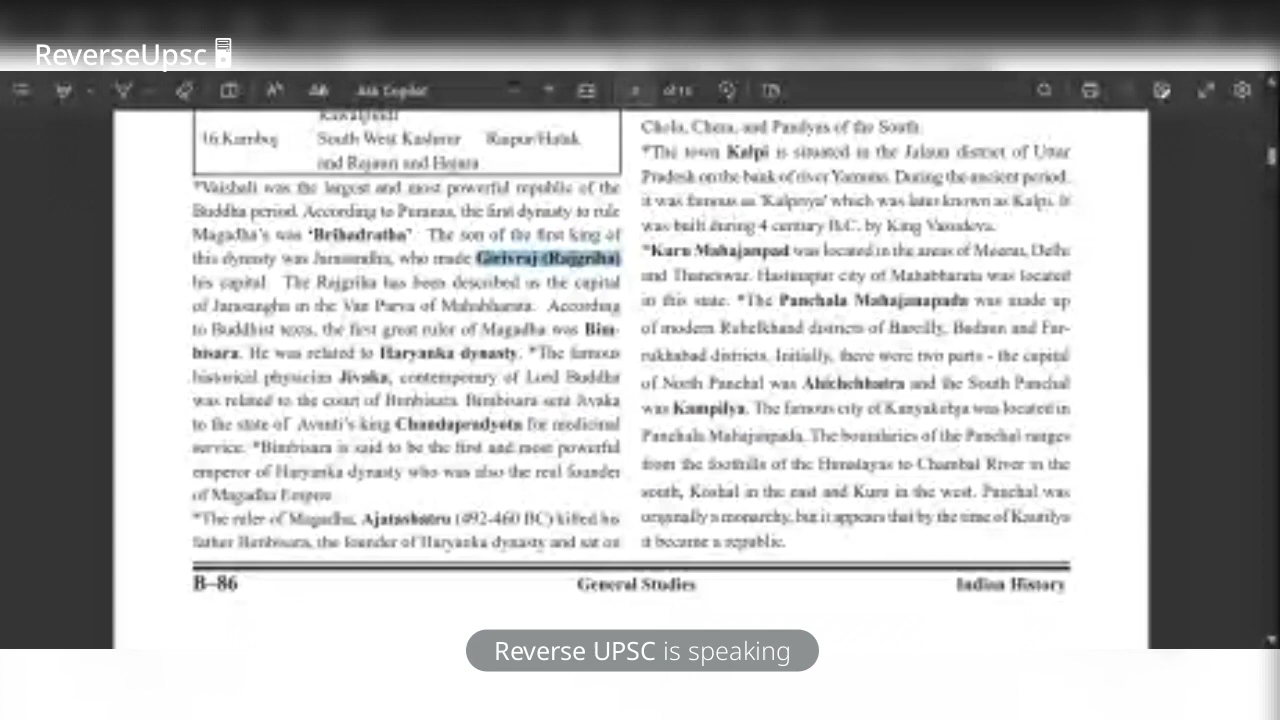 ReverseUpsc
Ask Copilot
of 16
Kawalindi
16.Kamboj South West Kashmir Rajpur/Hatak
and Rajauri and Hajara
*Vaishali was the largest and most powerful republic of the
Buddha period. According to Puranas, the first dynasty to rule
Magadha's was 'Brihadratha'. The son of the first king of
this dynasty was Jarasandha, who made Girivraj (Rajgriha)
his capital. The Rajgriha has been described as the capital
of Jarasangha in the Van Parva of Mahabharata. According
to Buddhist texts, the first great ruler of Magadha was Bim-
bisara. He was related to Haryanka dynasty. *The famous
historical physician Jivaka, contemporary of Lord Buddha
was related to the court of Bimbisara. Bimbisara sent Jivaka
to the state of Avanti's king Chandapradyota for medicinal
service. *Bimbisara is said to be the first and most powerful
emperor of Haryanka dynasty who was also the real founder
of Magadha Empire.
*The ruler of Magadha, Ajatashatru (492-460 BC) killed his
father Bimbisara, the founder of Haryanka dynasty and sat on
Chola, Chera, and Pandyas of the South.
*The town Kalpi is situated in the Jalaun district of Uttar
Pradesh on the bank of river Yamuna. During the ancient period,
it was famous as 'Kalpriya' which was later known as Kalpi. It
was built during 4 century B.C. by King Vasudeva.
*Kuru Mahajanpad was located in the areas of Meerut, Delhi
and Thaneswar. Hastinapur city of Mahabharata was located
in this state. *The Panchala Mahajanapada was made up
of modern Ruhelkhand districts of Bareilly, Badaun and Far-
rukhabad districts. Initially, there were two parts - the capital
of North Panchal was Ahichchhatra and the South Panchal
was Kampilya. The famous city of Kanyakubja was located in
Panchala Mahajanpada. The boundaries of the Panchal ranges
from the foothills of the Himalayas to Chambal River in the
south, Koshal in the east and Kuru in the west. Panchal was
originally a monarchy, but it appears that by the time of Kautilya
it became a republic.
B–86 General Studies Indian History
Reverse UPSC is speaking